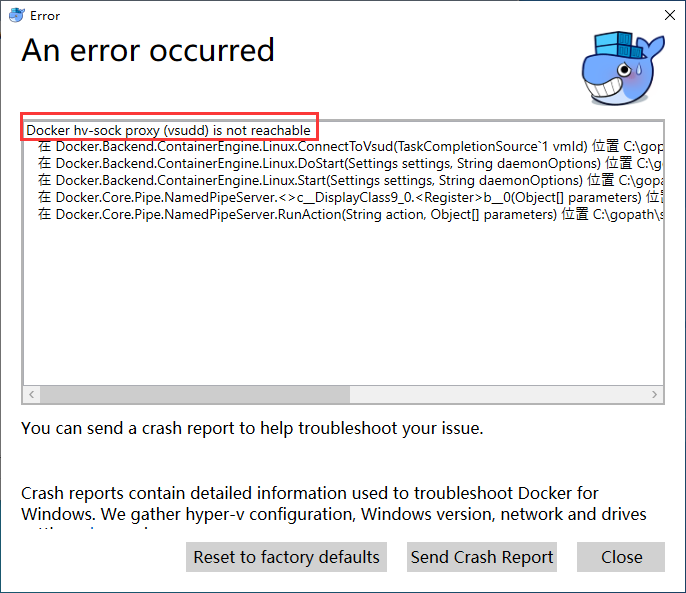 Error
An error occurred
Docker hv-sock proxy (vsudd) is not reachable
在 Docker.Backend.ContainerEngine.Linux.ConnectToVsud(TaskCompletionSource`1 vmId) 位置 C:\gop
在 Docker.Backend.ContainerEngine.Linux.DoStart(Settings settings, String daemonOptions) 位置 C:\g
在 Docker.Backend.ContainerEngine.Linux.Start(Settings settings, String daemonOptions) 位置 C:\gopa
在 Docker.Core.Pipe.NamedPipeServer.<>c__DisplayClass9_0.<Register>b__0(Object[] parameters) 位
在 Docker.Core.Pipe.NamedPipeServer.RunAction(String action, Object[] parameters) 位置 C:\gopath\s
You can send a crash report to help troubleshoot your issue.
Crash reports contain detailed information used to troubleshoot Docker for
Windows. We gather hyper-v configuration, Windows version, network and drives
Reset to factory defaults
Send Crash Report
Close